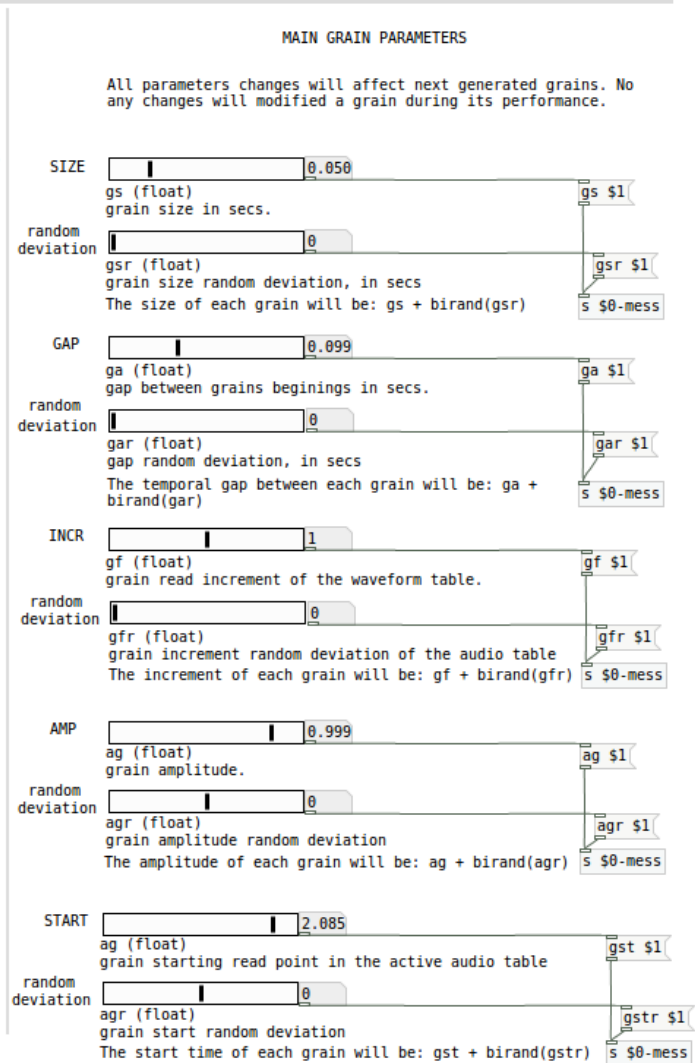 MAIN GRAIN PARAMETERS
All parameters changes will affect next generated grains. No
any changes will modified a grain during its performance.
SIZE 0.050
gs (float) gs $1
grain size in secs.
random
deviation 0
gsr (float) gsr $1
grain size random deviation, in secs
The size of each grain will be: gs + birand(gsr) s $0-mess
GAP 0.099
ga (float) ga $1
gap between grains beginings in secs.
random
deviation 0
gar (float) gar $1
gap random deviation, in secs
The temporal gap between each grain will be: ga + s $0-mess
birand(gar)
INCR 1
gf (float) gf $1
grain read increment of the waveform table.
random
deviation 0
gfr (float) gfr $1
grain increment random deviation of the audio table
The increment of each grain will be: gf + birand(gfr) s $0-mess
AMP 0.999
ag (float) ag $1
grain amplitude.
random
deviation 0
agr (float) agr $1
grain amplitude random deviation
The amplitude of each grain will be: ag + birand(agr) s $0-mess
START 2.085
ag (float) gst $1
grain starting read point in the active audio table
random
deviation 0
agr (float) gstr $1
grain start random deviation
The start time of each grain will be: gst + birand(gstr) s $0-mess